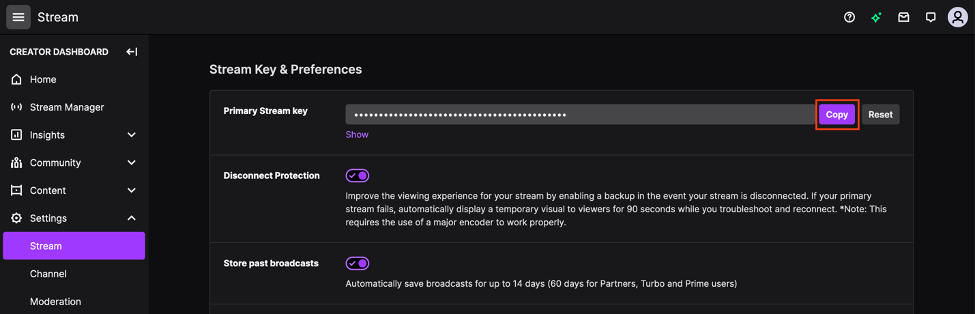 Stream
CREATOR DASHBOARD
Home
Stream Manager
Insights
Community
Content
Settings
Stream
Channel
Moderation
Stream Key & Preferences
Primary Stream key
••••••••••••••••••••••••••••••••••••••••••••
Copy
Reset
Show
Disconnect Protection
Improve the viewing experience for your stream by enabling a backup in the event your stream is disconnected. If your primary
stream fails, automatically display a temporary visual to viewers for 90 seconds while you troubleshoot and reconnect. *Note: This
requires the use of a major encoder to work properly.
Store past broadcasts
Automatically save broadcasts for up to 14 days (60 days for Partners, Turbo and Prime users)